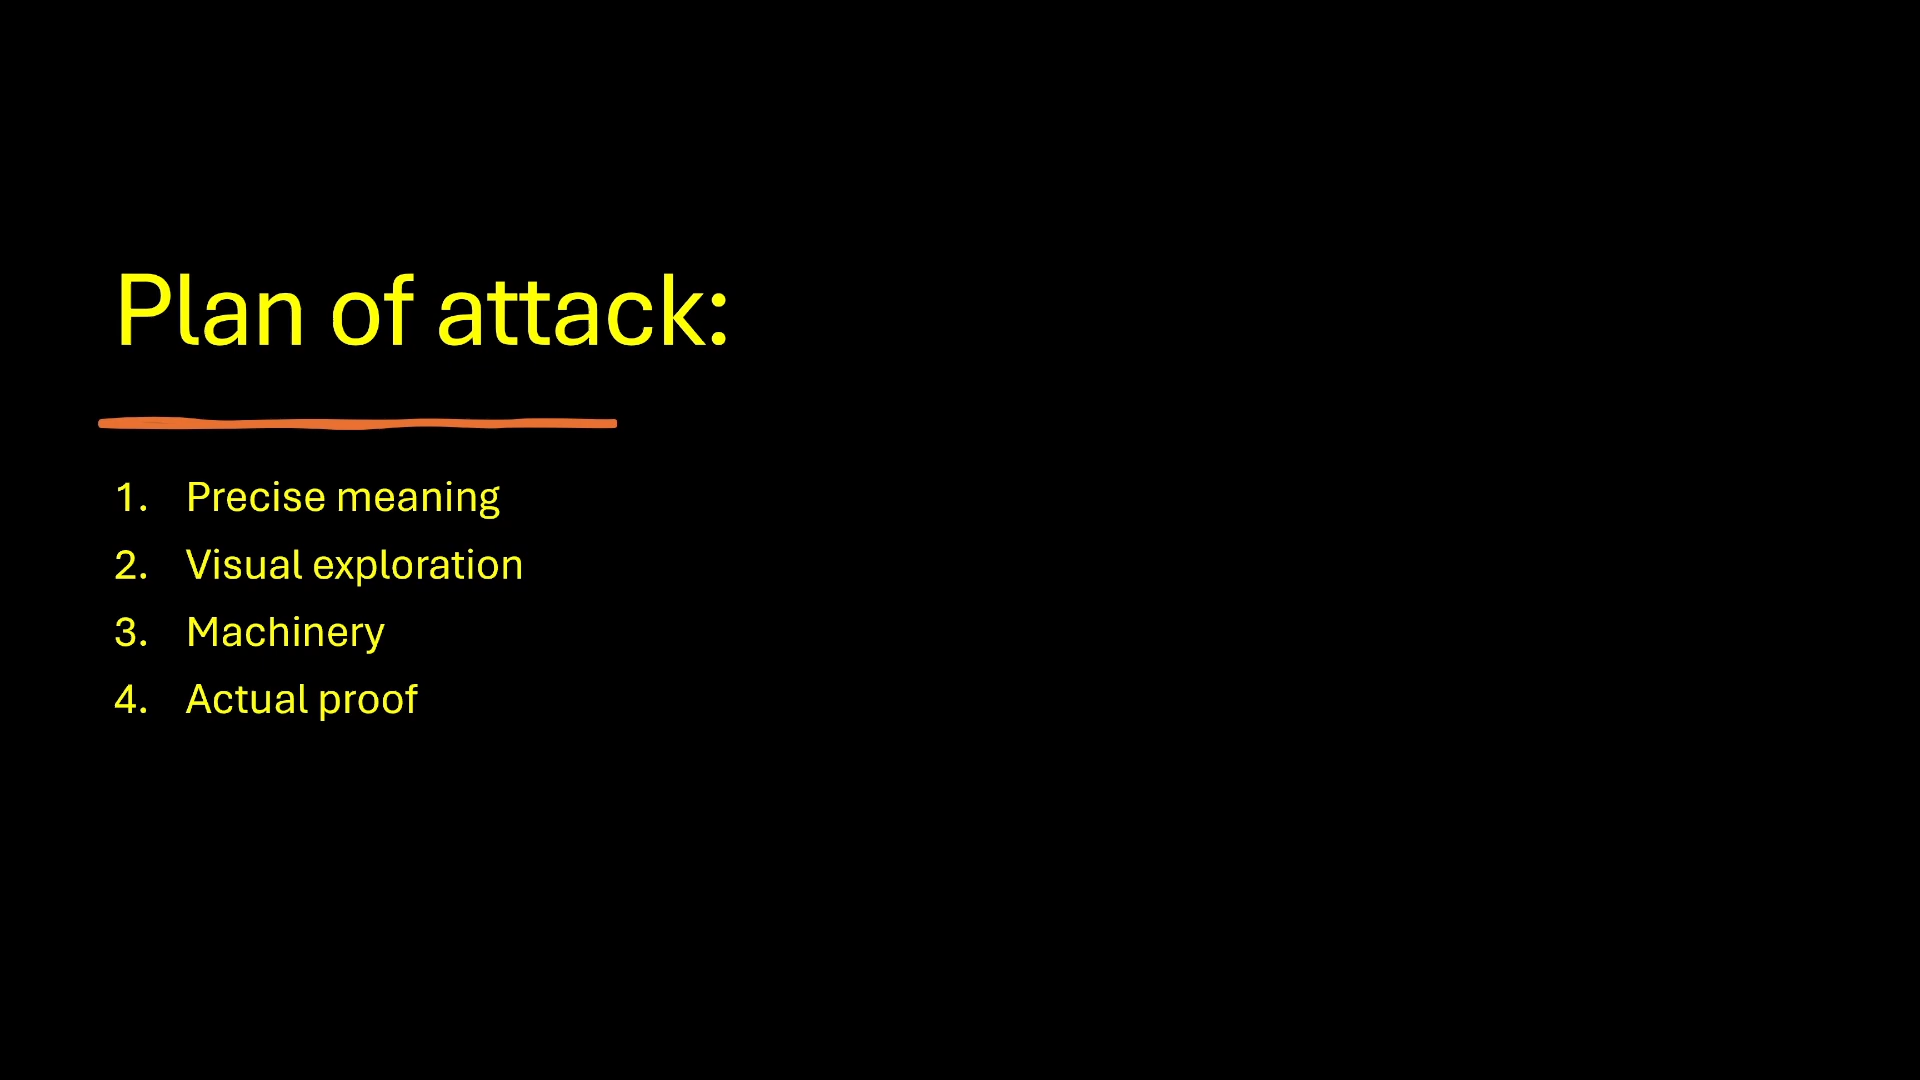 Plan of attack:
1. Precise meaning
2. Visual exploration
3. Machinery
4. Actual proof